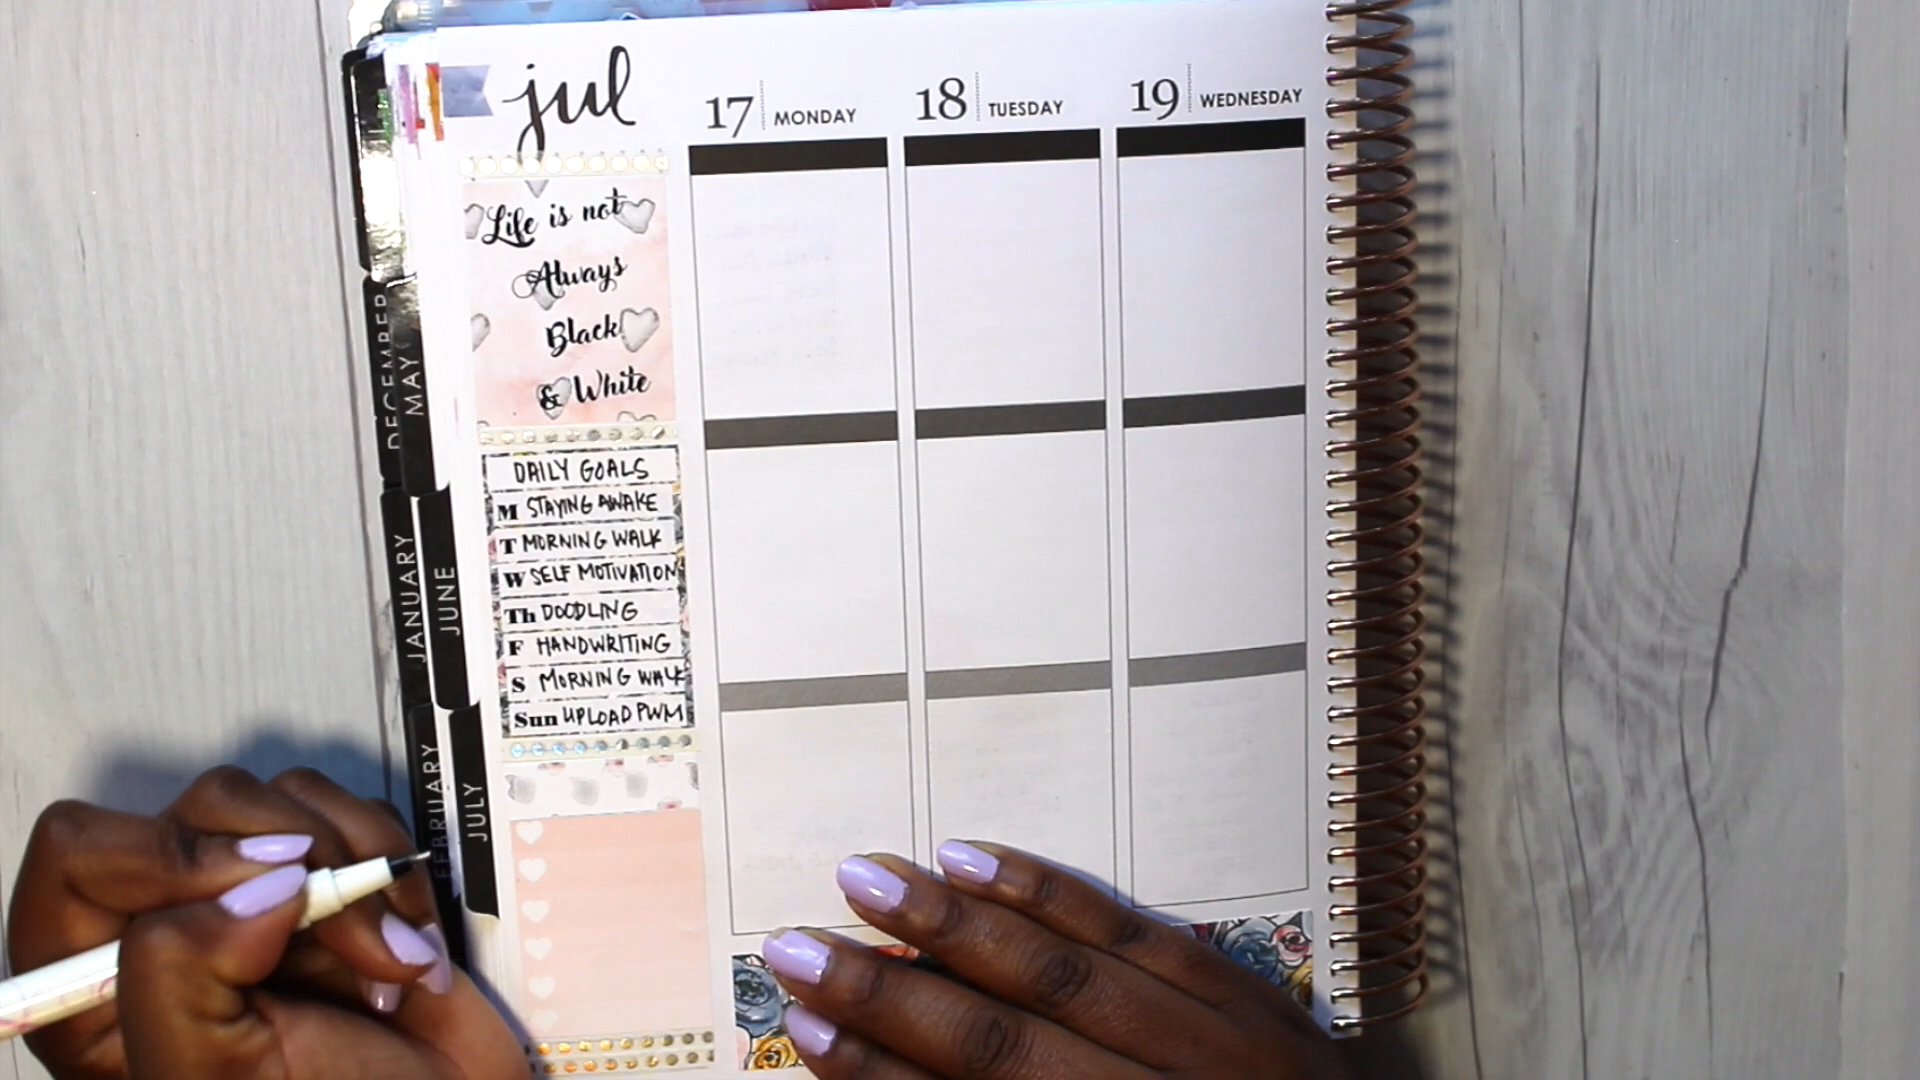 jul
17 MONDAY
18 TUESDAY
19 WEDNESDAY
Life is not
Always
Black
& White
DAILY GOALS
M STAYING AWAKE
T MORNING WALK
W SELF MOTIVATION
Th DOODLING
F HANDWRITING
S MORNING WALK
Sun UPLOAD PWM
DECEMBER
MAY
JANUARY
JUNE
FEBRUARY
JULY